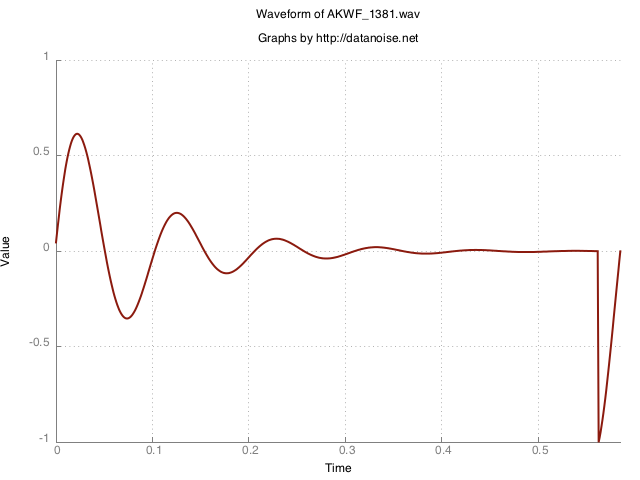 Waveform of AKWF_1381.wav
Graphs by http://datanoise.net
1
0.5
0
-0.5
-1
Value
0 0.1 0.2 0.3 0.4 0.5
Time